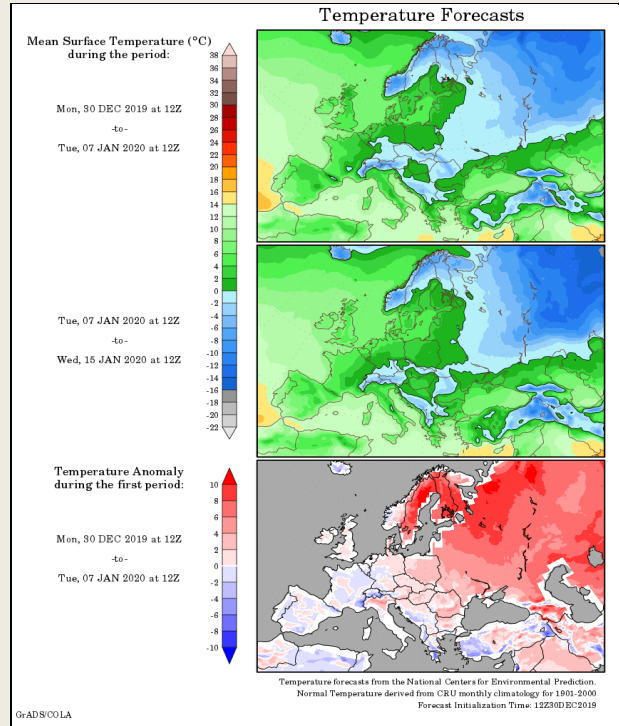 Temperature Forecasts
Mean Surface Temperature (°C)
during the period:
Mon, 30 DEC 2019 at 12Z
-to-
Tue, 07 JAN 2020 at 12Z
38
36
34
32
30
28
26
24
22
20
18
16
14
12
10
8
6
4
2
0
-2
-4
-6
-8
-10
-12
-14
-16
-18
-20
-22
Tue, 07 JAN 2020 at 12Z
-to-
Wed, 15 JAN 2020 at 12Z
Temperature Anomaly
during the first period:
Mon, 30 DEC 2019 at 12Z
-to-
Tue, 07 JAN 2020 at 12Z
10
8
6
4
2
0
-2
-4
-6
-8
-10
Temperature forecasts from the National Centers for Environmental Prediction.
Normal Temperature derived from CRU monthly climatology for 1901-2000
Forecast Initialization Time: 12Z30DEC2019
GrADS/COLA